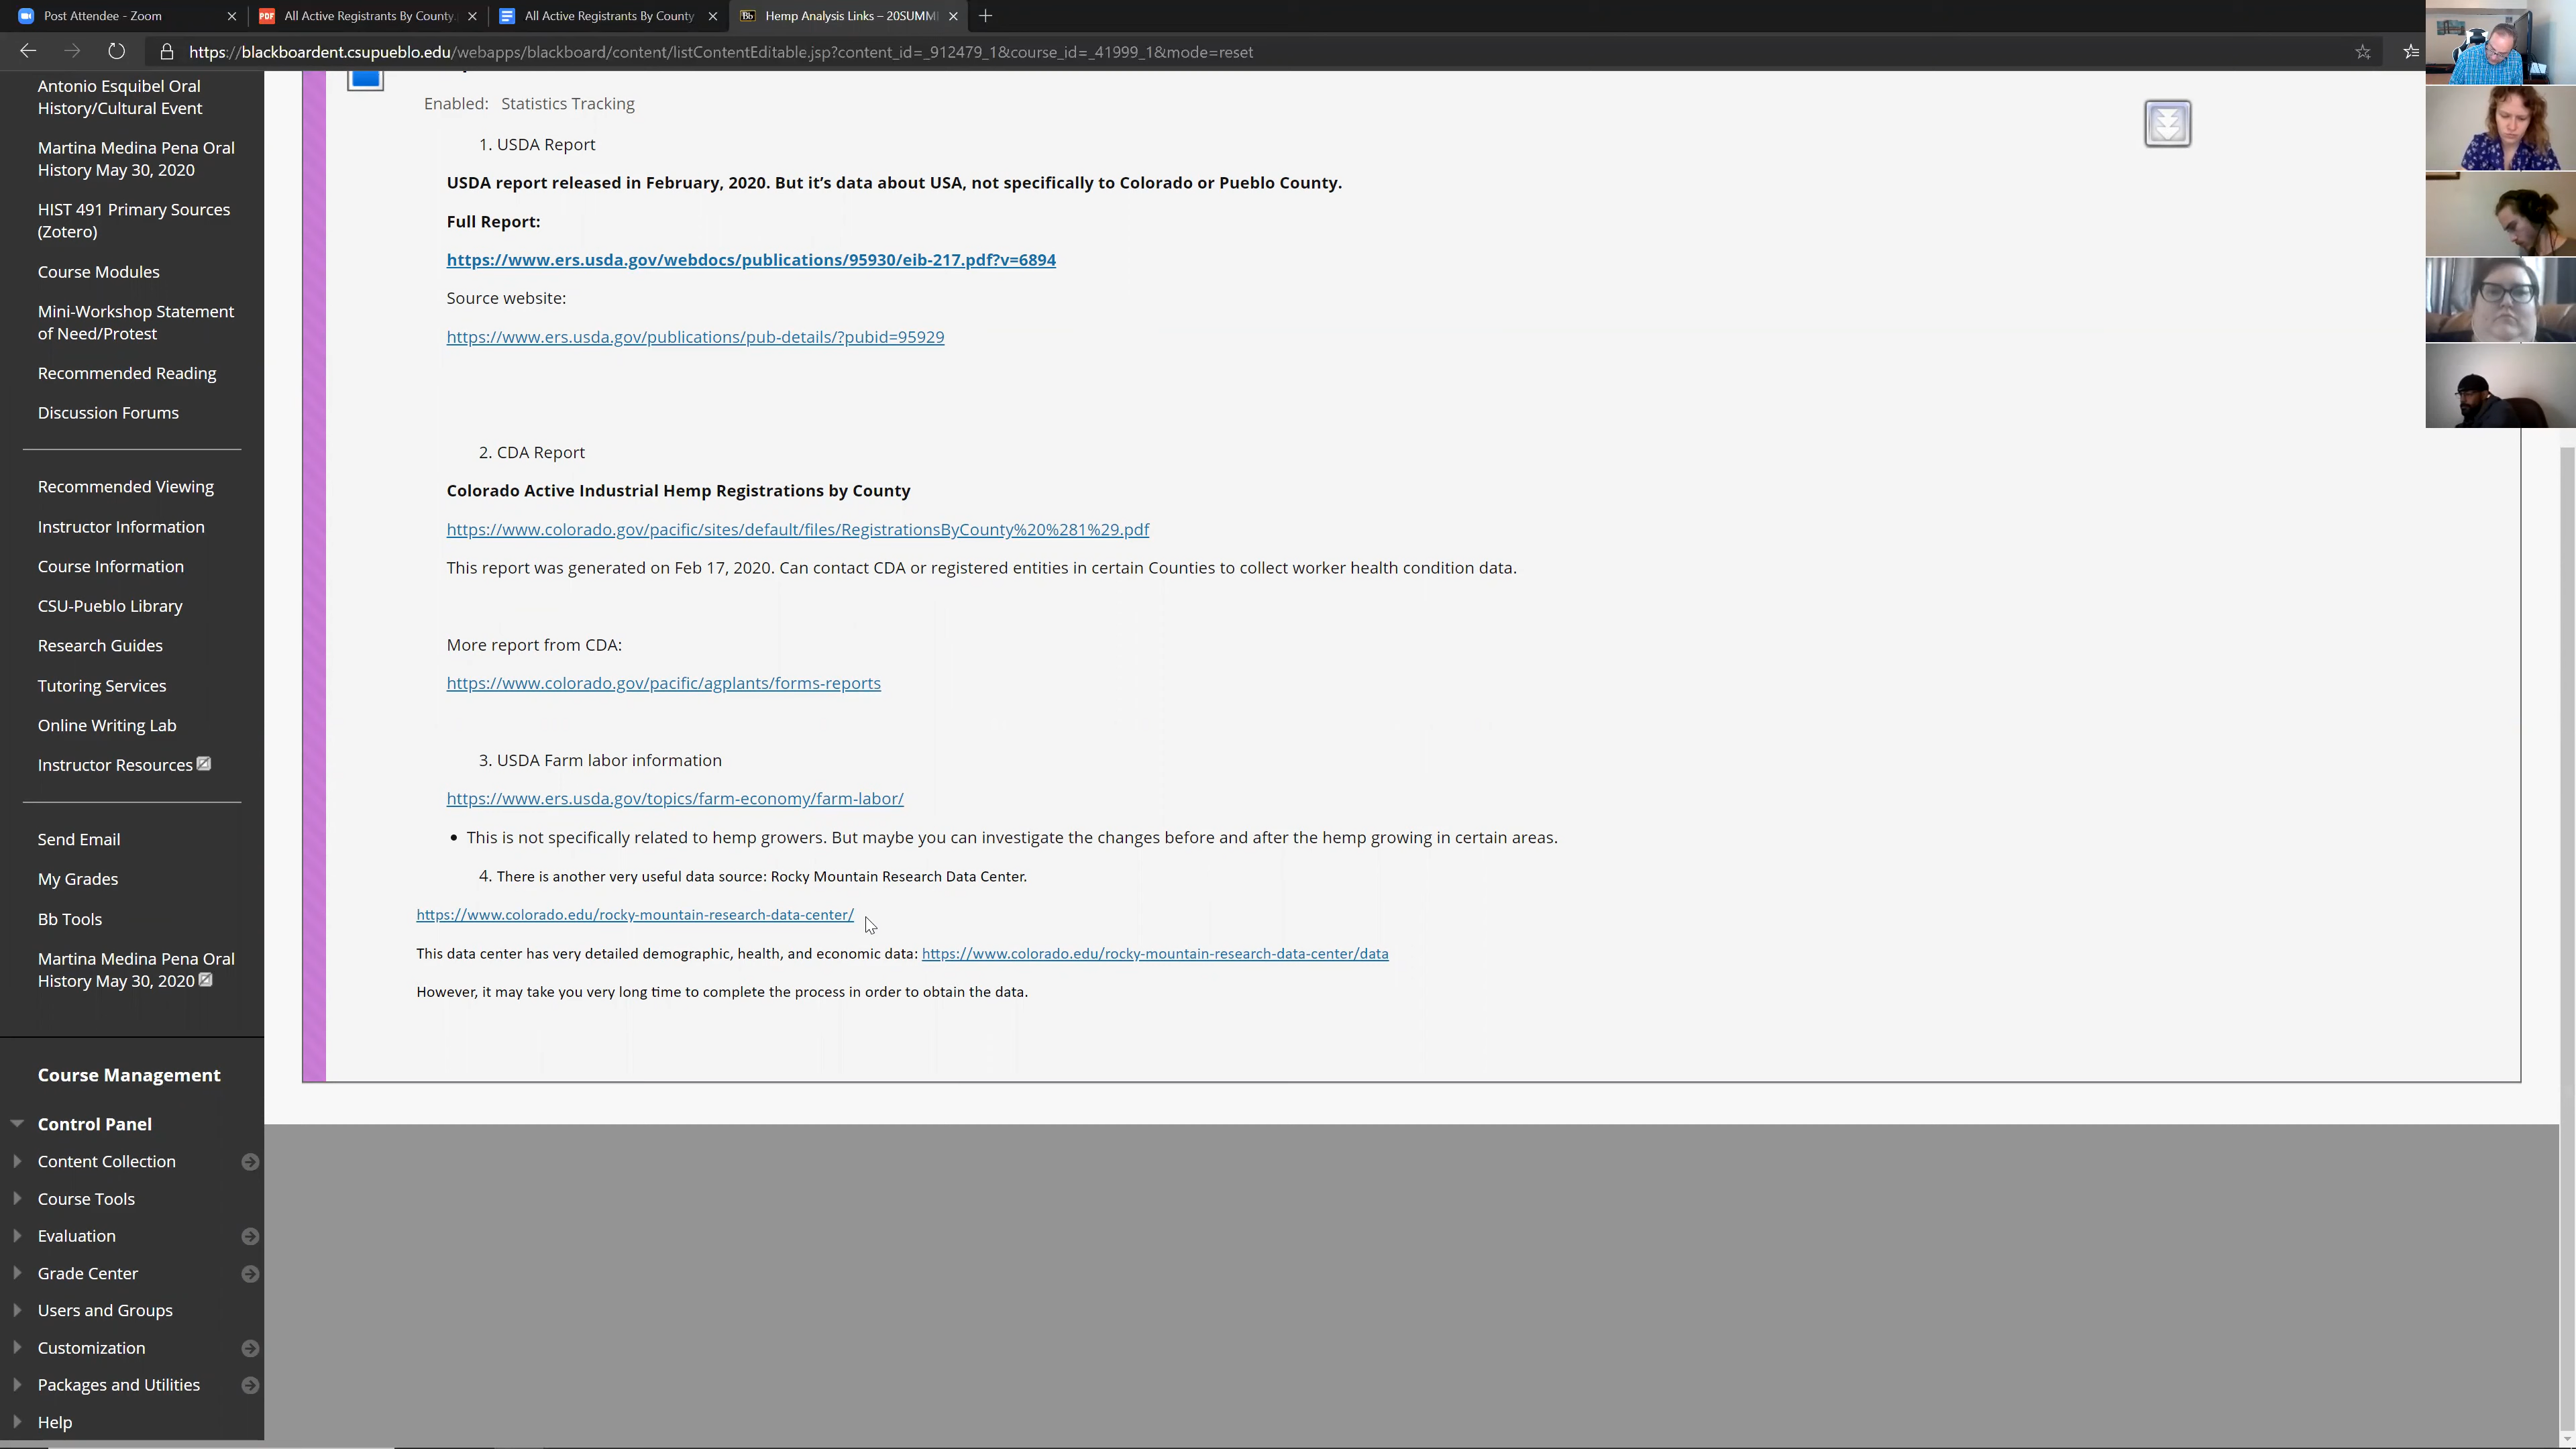 Post Attendee - Zoom
All Active Registrants By County.
All Active Registrants By County
Hemp Analysis Links – 20SUMM
https://blackboardent.csupueblo.edu/webapps/blackboard/content/listContentEditable.jsp?content_id=_912479_1&course_id=_41999_1&mode=reset
Antonio Esquibel Oral
History/Cultural Event
Martina Medina Pena Oral
History May 30, 2020
HIST 491 Primary Sources
(Zotero)
Course Modules
Mini-Workshop Statement
of Need/Protest
Recommended Reading
Discussion Forums
Recommended Viewing
Instructor Information
Course Information
CSU-Pueblo Library
Research Guides
Tutoring Services
Online Writing Lab
Instructor Resources
Send Email
My Grades
Bb Tools
Martina Medina Pena Oral
History May 30, 2020
Course Management
Control Panel
Content Collection
Course Tools
Evaluation
Grade Center
Users and Groups
Customization
Packages and Utilities
Help
Enabled: Statistics Tracking
1. USDA Report
USDA report released in February, 2020. But it’s data about USA, not specifically to Colorado or Pueblo County.
Full Report:
https://www.ers.usda.gov/webdocs/publications/95930/eib-217.pdf?v=6894
Source website:
https://www.ers.usda.gov/publications/pub-details/?pubid=95929
2. CDA Report
Colorado Active Industrial Hemp Registrations by County
https://www.colorado.gov/pacific/sites/default/files/RegistrationsByCounty%20%281%29.pdf
This report was generated on Feb 17, 2020. Can contact CDA or registered entities in certain Counties to collect worker health condition data.
More report from CDA:
https://www.colorado.gov/pacific/agplants/forms-reports
3. USDA Farm labor information
https://www.ers.usda.gov/topics/farm-economy/farm-labor/
• This is not specifically related to hemp growers. But maybe you can investigate the changes before and after the hemp growing in certain areas.
4. There is another very useful data source: Rocky Mountain Research Data Center.
https://www.colorado.edu/rocky-mountain-research-data-center/
This data center has very detailed demographic, health, and economic data: https://www.colorado.edu/rocky-mountain-research-data-center/data
However, it may take you very long time to complete the process in order to obtain the data.